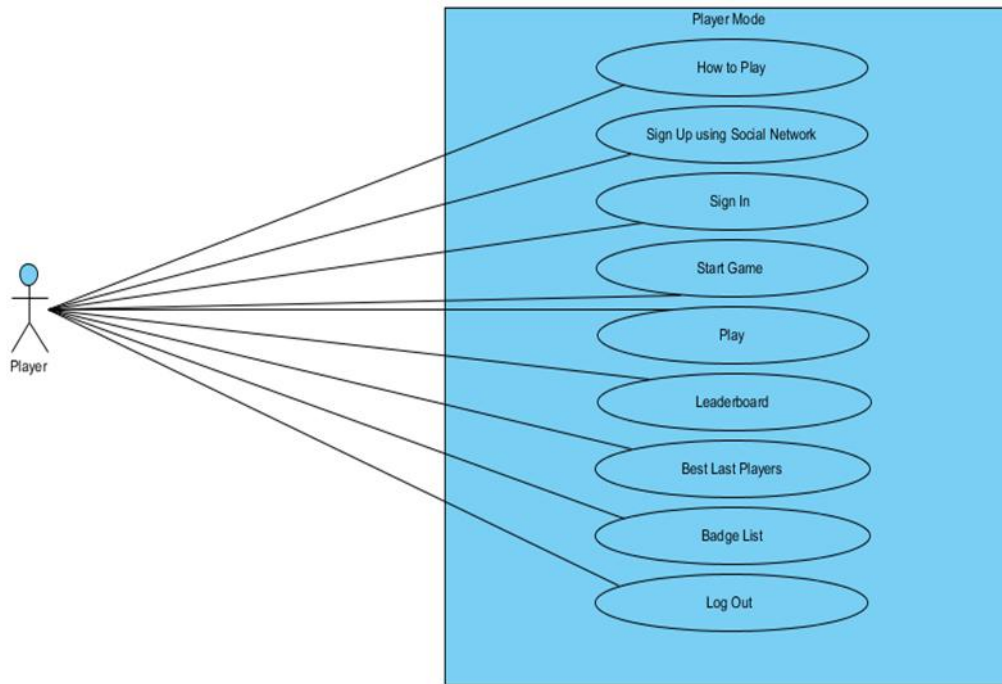 Player Mode
How to Play
Sign Up using Social Network
Sign In
Start Game
Play
Player
Leaderboard
Best Last Players
Badge List
Log Out